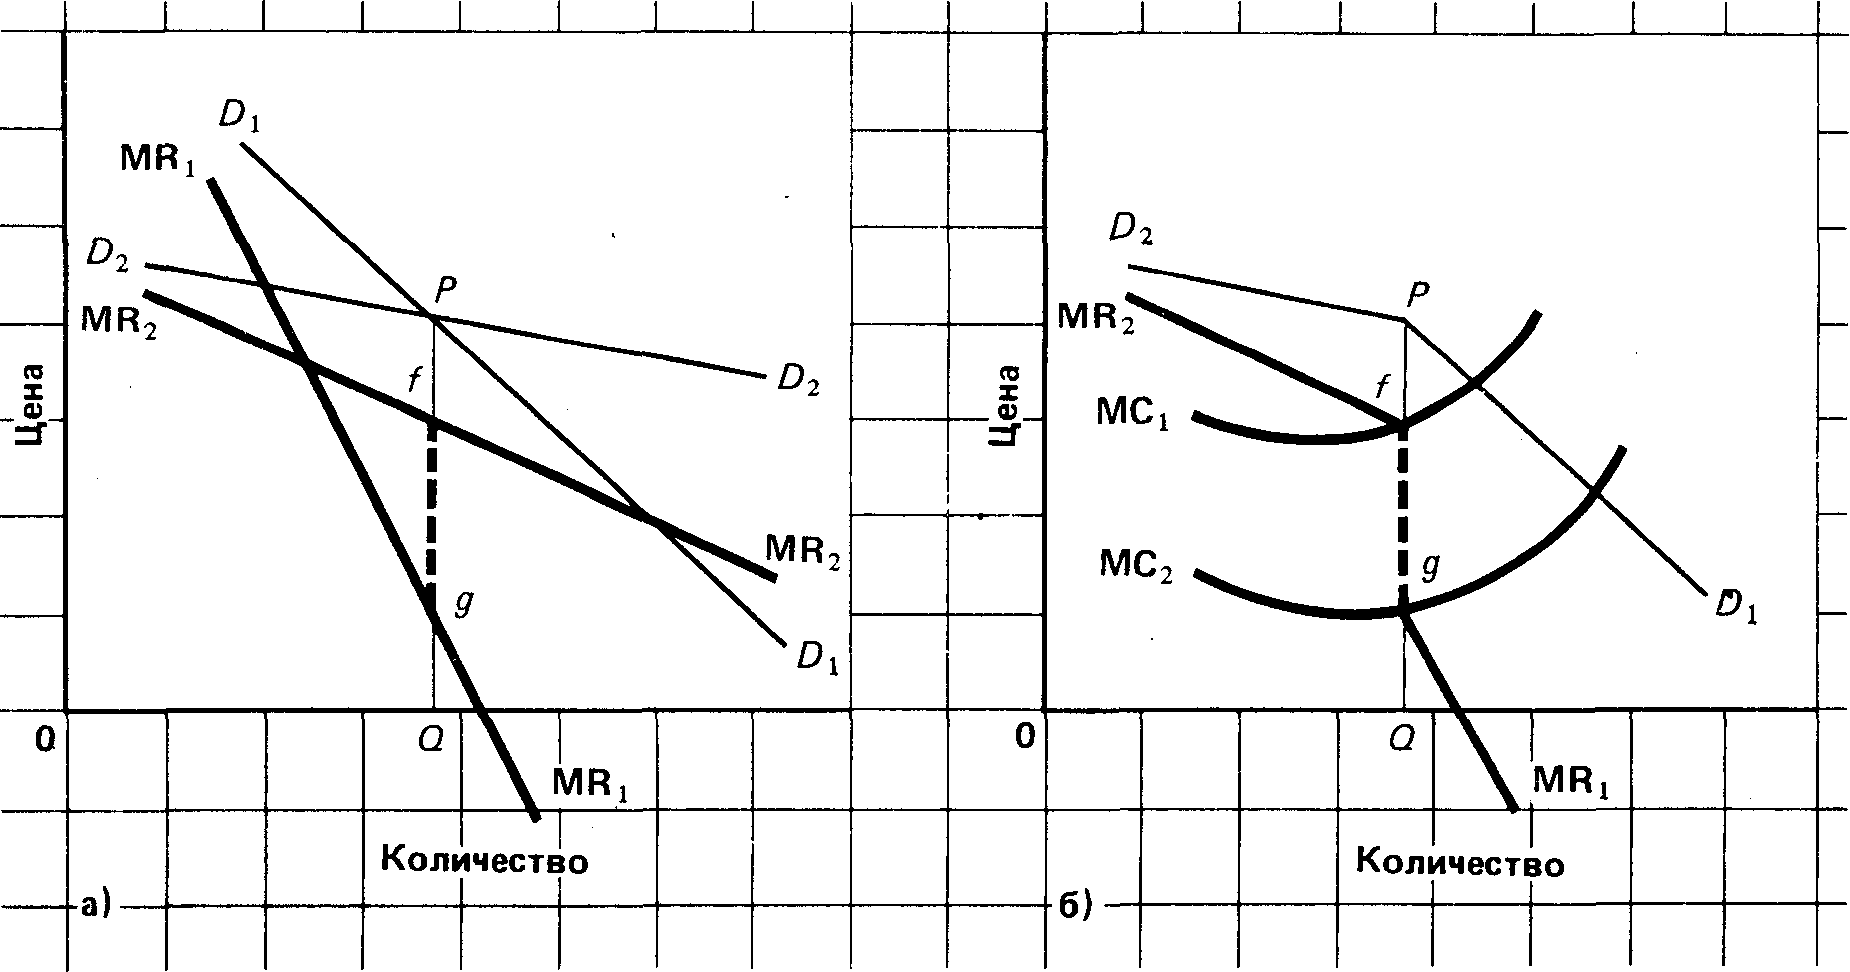 D₁
MR₁
D₂
MR₂
P
f
D₂
MR₂
g
D₁
Цена
0
Q
MR₁
Количество
а)
D₂
MR₂
P
f
MC₁
MC₂
g
D₁
Цена
0
Q
MR₁
Количество
б)